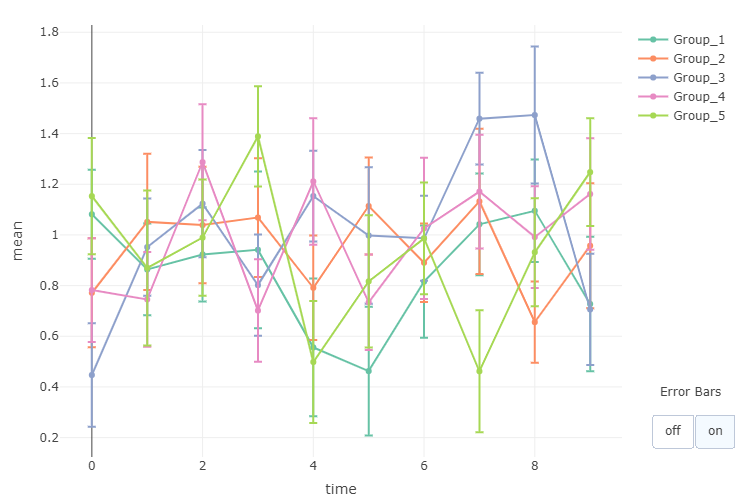 1.8
1.6
1.4
1.2
1
0.8
0.6
0.4
0.2
mean
0 2 4 6 8
time
Group_1
Group_2
Group_3
Group_4
Group_5
Error Bars
off on